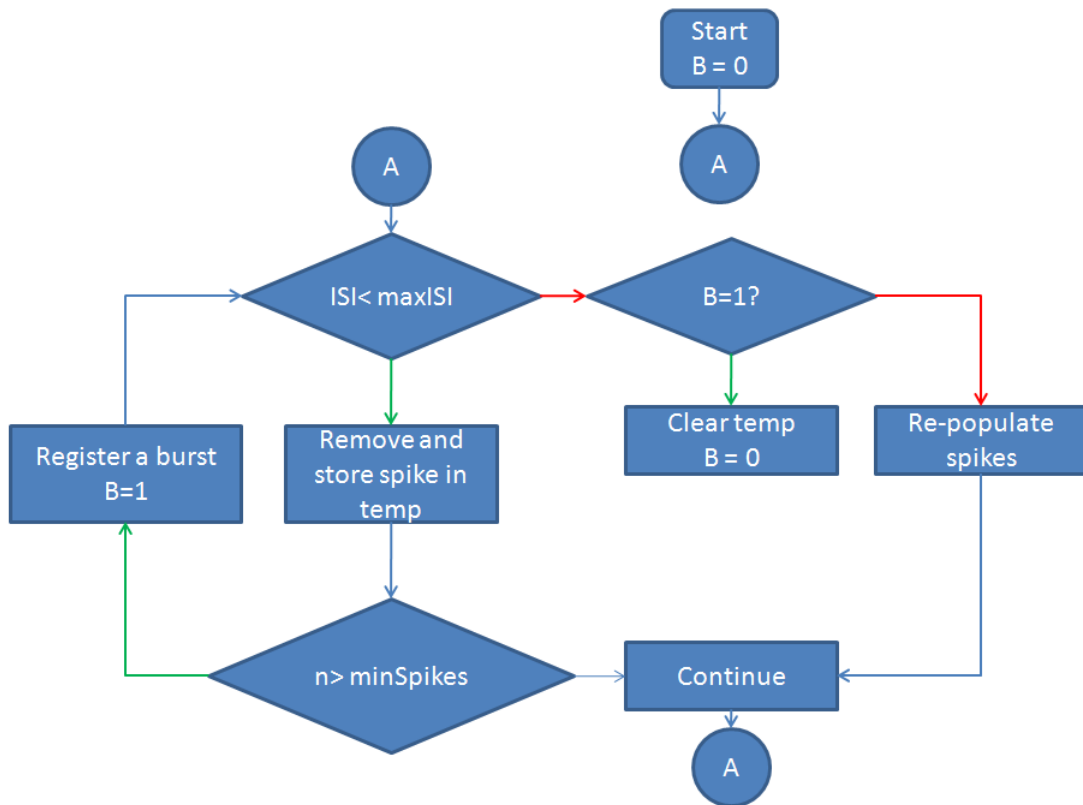 Start
B = 0
A
A
ISI< maxISI
B=1?
Register a burst
B=1
Remove and
store spike in
temp
Clear temp
B = 0
Re-populate
spikes
n> minSpikes
Continue
A